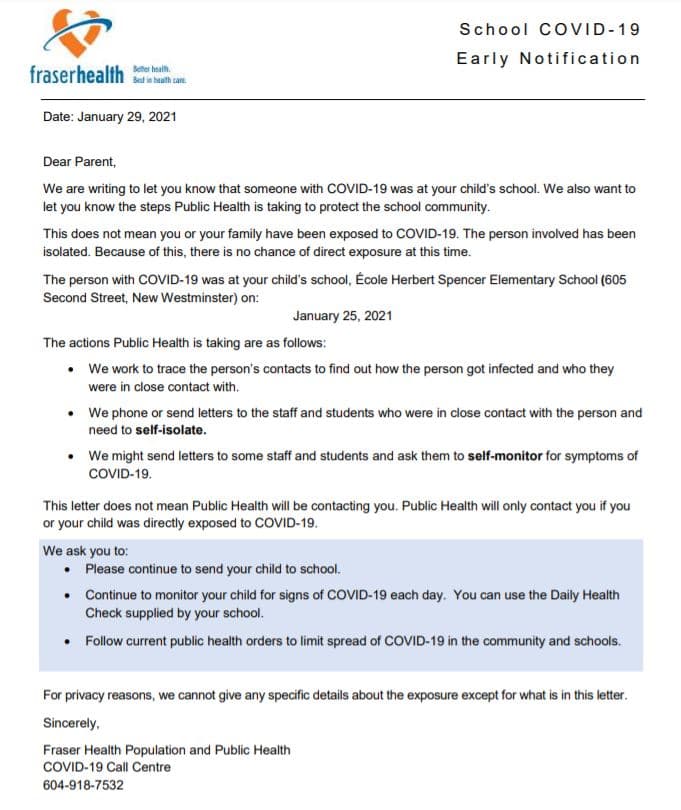 School COVID-19
Early Notification
fraserhealth
Better health.
Best in health care.
Date: January 29, 2021
Dear Parent,
We are writing to let you know that someone with COVID-19 was at your child's school. We also want to
let you know the steps Public Health is taking to protect the school community.
This does not mean you or your family have been exposed to COVID-19. The person involved has been
isolated. Because of this, there is no chance of direct exposure at this time.
The person with COVID-19 was at your child's school, École Herbert Spencer Elementary School (605
Second Street, New Westminster) on:
January 25, 2021
The actions Public Health is taking are as follows:
• We work to trace the person's contacts to find out how the person got infected and who they
were in close contact with.
• We phone or send letters to the staff and students who were in close contact with the person and
need to self-isolate.
• We might send letters to some staff and students and ask them to self-monitor for symptoms of
COVID-19.
This letter does not mean Public Health will be contacting you. Public Health will only contact you if you
or your child was directly exposed to COVID-19.
We ask you to:
• Please continue to send your child to school.
• Continue to monitor your child for signs of COVID-19 each day. You can use the Daily Health
Check supplied by your school.
• Follow current public health orders to limit spread of COVID-19 in the community and schools.
For privacy reasons, we cannot give any specific details about the exposure except for what is in this letter.
Sincerely,
Fraser Health Population and Public Health
COVID-19 Call Centre
604-918-7532